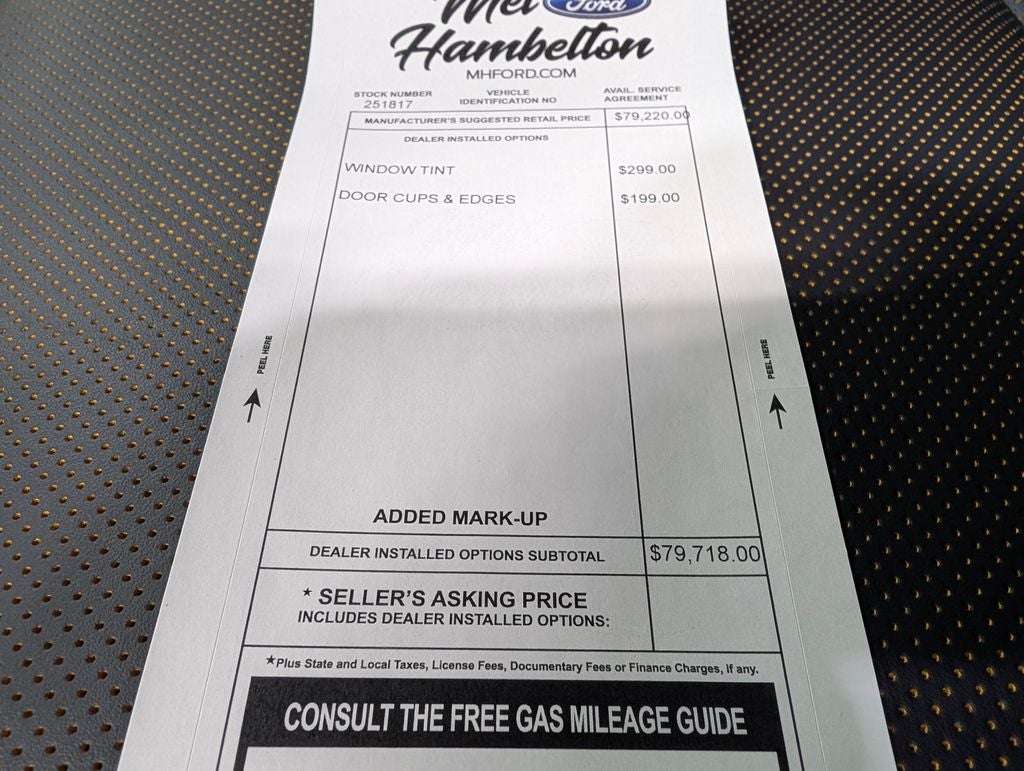 Mel Ford
Hambelton
MHFORD.COM
STOCK NUMBER VEHICLE IDENTIFICATION NO AVAIL. SERVICE AGREEMENT
251817
MANUFACTURER'S SUGGESTED RETAIL PRICE $79,220.00
DEALER INSTALLED OPTIONS
WINDOW TINT $299.00
DOOR CUPS & EDGES $199.00
PEEL HERE
PEEL HERE
ADDED MARK-UP
DEALER INSTALLED OPTIONS SUBTOTAL $79,718.00
* SELLER'S ASKING PRICE
INCLUDES DEALER INSTALLED OPTIONS:
*Plus State and Local Taxes, License Fees, Documentary Fees or Finance Charges, if any.
CONSULT THE FREE GAS MILEAGE GUIDE